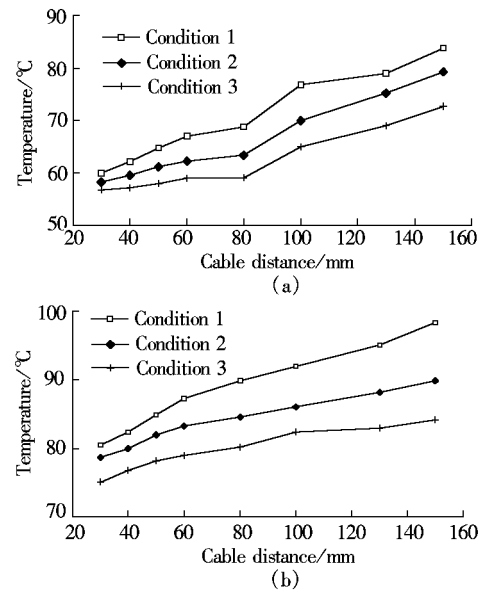 90
Condition 1
80
Condition 2
Condition 3
70
60
50
Temperature/℃
20 40 60 80 100 120 140 160
Cable distance/mm
(a)
100
Condition 1
Condition 2
90
Condition 3
80
70
Temperature/℃
20 40 60 80 100 120 140 160
Cable distance/mm
(b)